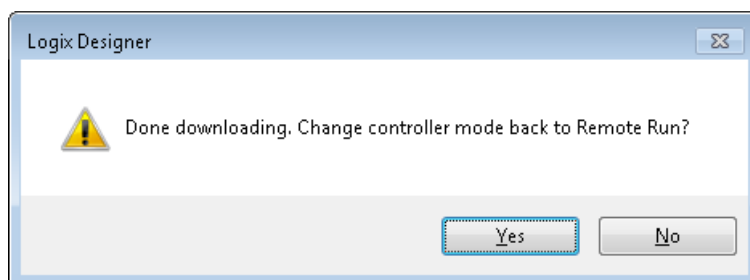 Logix Designer
Done downloading. Change controller mode back to Remote Run?
Yes
No